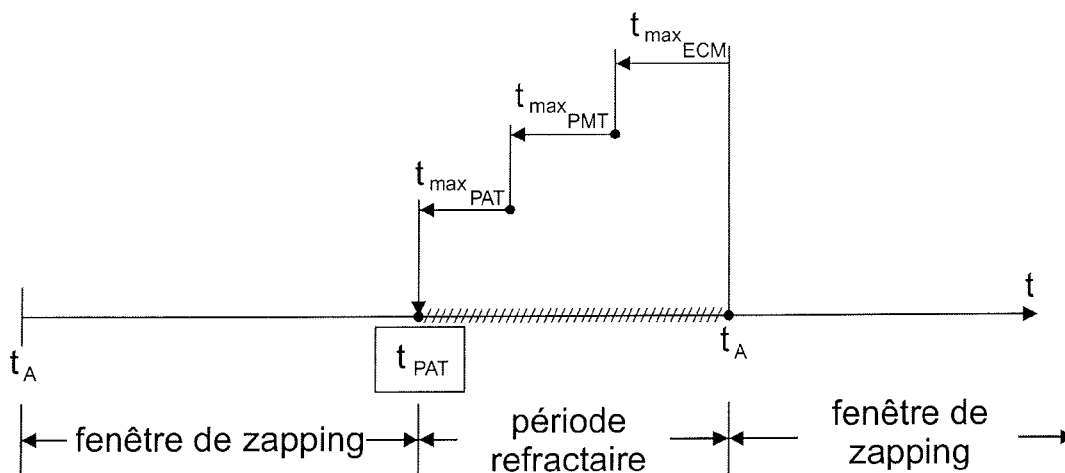 t max ECM
t max PMT
t max PAT
t
t A
t PAT
t A
fenêtre de zapping
période
refractaire
fenêtre de
zapping